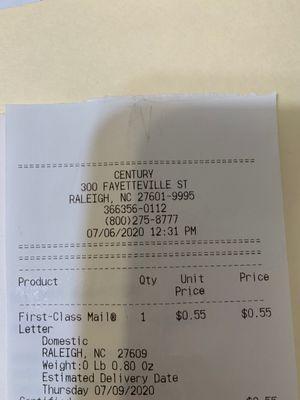 ================================
CENTURY
300 FAYETTEVILLE ST
RALEIGH, NC 27601-9995
366356-0112
(800)275-8777
07/06/2020 12:31 PM
================================
================================
Product Qty Unit Price
Price
--------------------------------
First-Class Mail® 1 $0.55 $0.55
Letter
Domestic
RALEIGH, NC 27609
Weight:0 Lb 0.80 Oz
Estimated Delivery Date
Thursday 07/09/2020